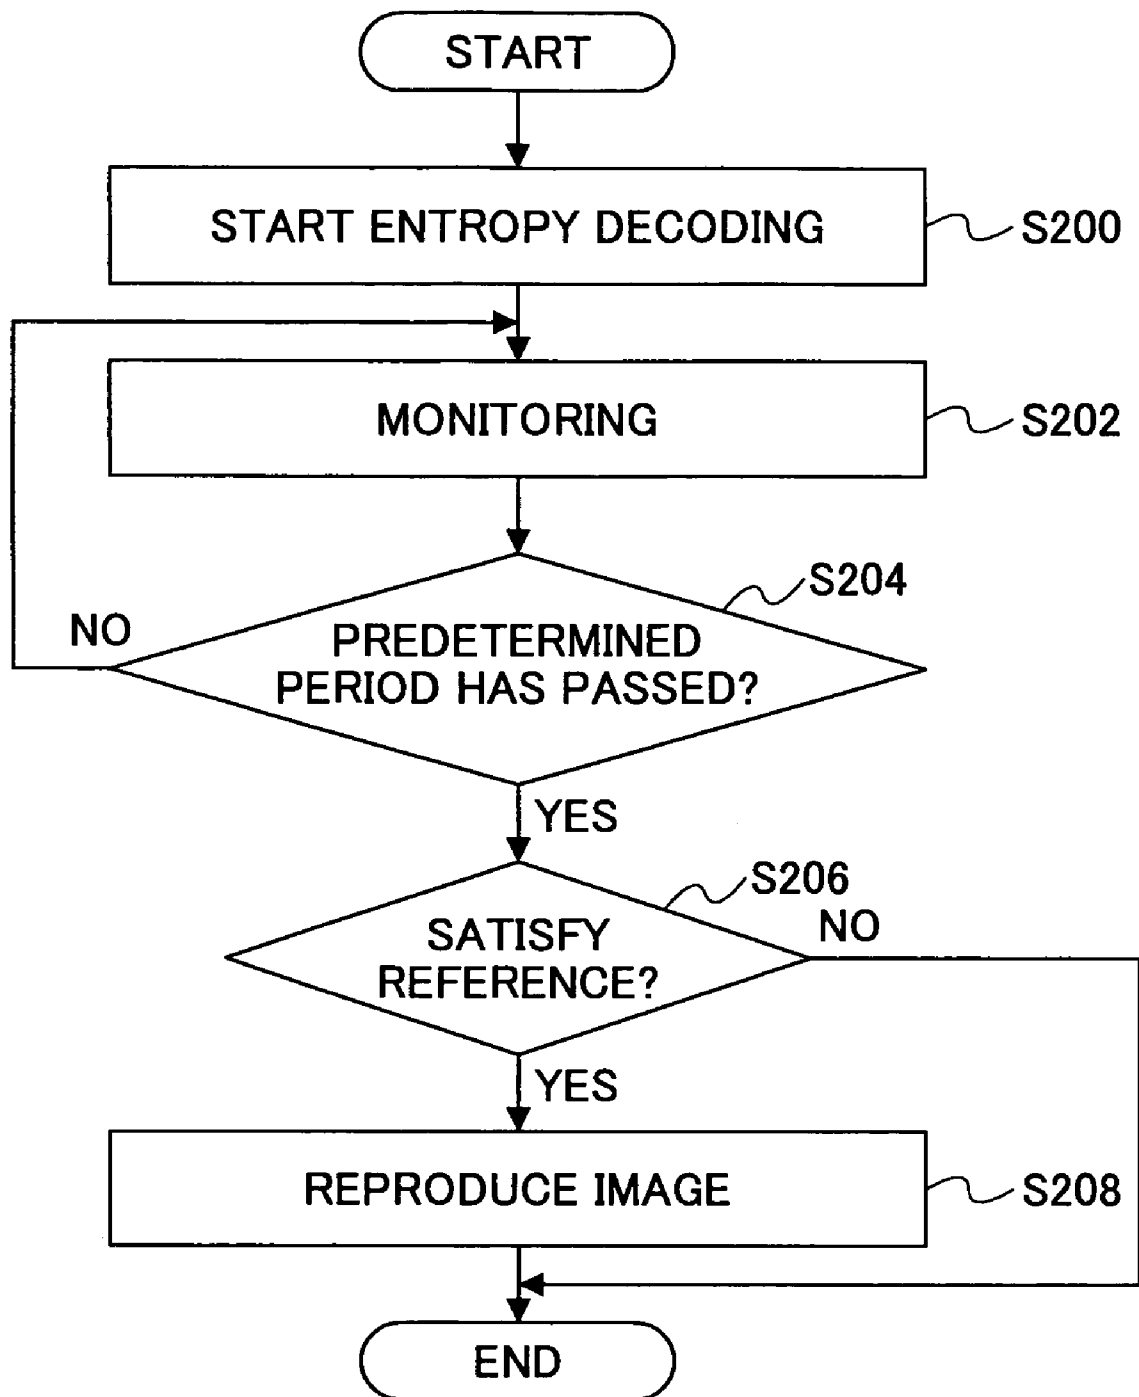 START
START ENTROPY DECODING
S200
MONITORING
S202
S204
NO
PREDETERMINED
PERIOD HAS PASSED?
YES
S206
SATISFY
REFERENCE?
NO
YES
REPRODUCE IMAGE
S208
END